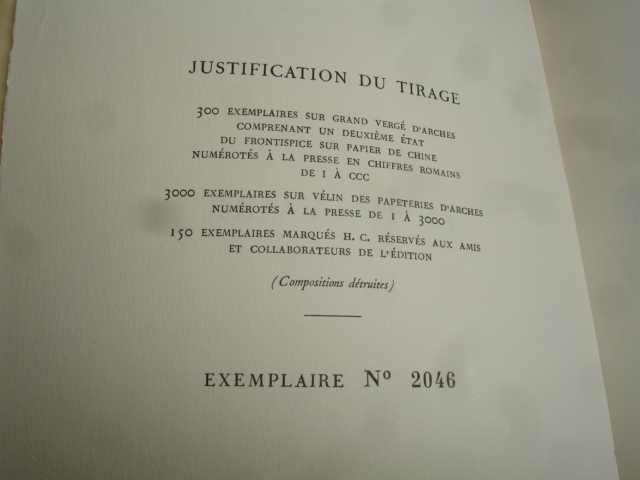 JUSTIFICATION DU TIRAGE
300 EXEMPLAIRES SUR GRAND VERGÉ D'ARCHES
COMPRENANT UN DEUXIÈME ÉTAT
DU FRONTISPICE SUR PAPIER DE CHINE
NUMÉROTÉS À LA PRESSE EN CHIFFRES ROMAINS
DE I À CCC
3000 EXEMPLAIRES SUR VÉLIN DES PAPETERIES D'ARCHES
NUMÉROTÉS À LA PRESSE DE 1 À 3000
150 EXEMPLAIRES MARQUÉS H. C. RÉSERVÉS AUX AMIS
ET COLLABORATEURS DE L'ÉDITION
(Compositions détruites)
EXEMPLAIRE Nº 2046